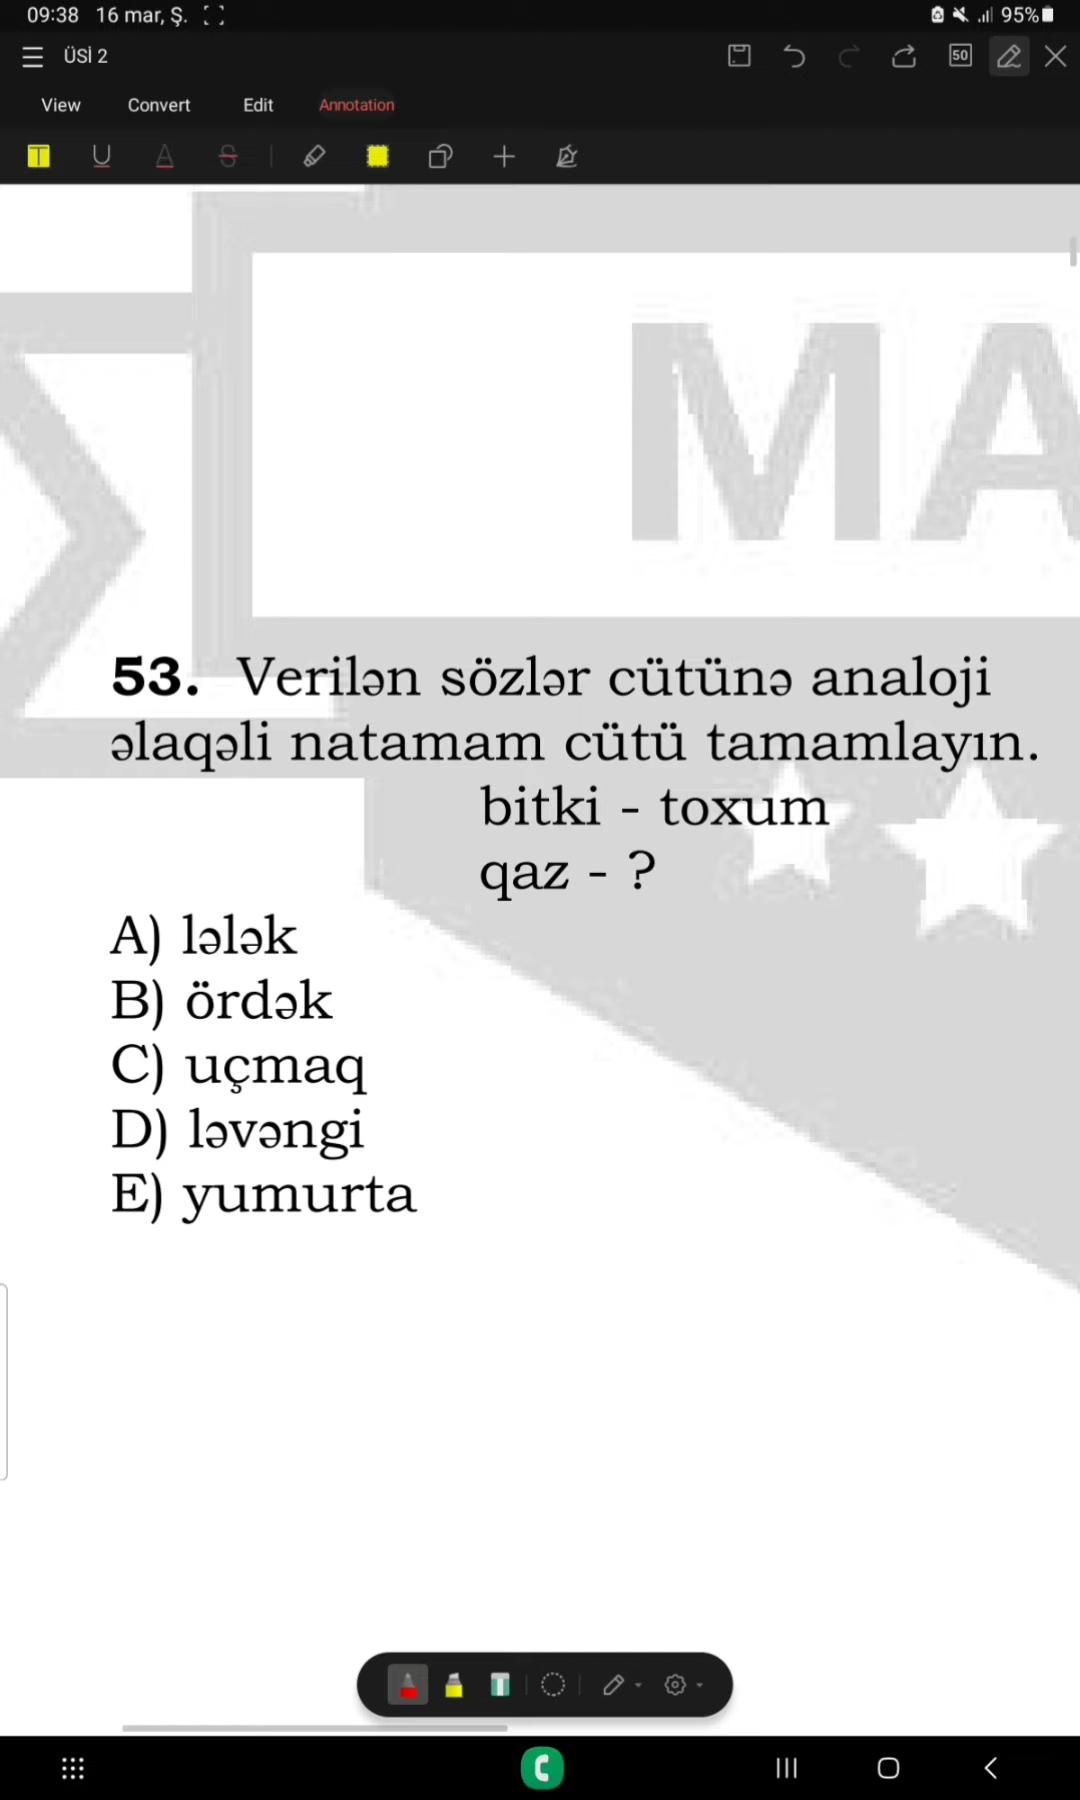 09:38 16 mar, Ş. 95%
ÜSİ 2 50
View Convert Edit Annotation
T U A S
MA
53. Verilən sözlər cütünə analoji
əlaqəli natamam cütü tamamlayın.
bitki - toxum
qaz - ?
A) lələk
B) ördək
C) uçmaq
D) ləvəngi
E) yumurta